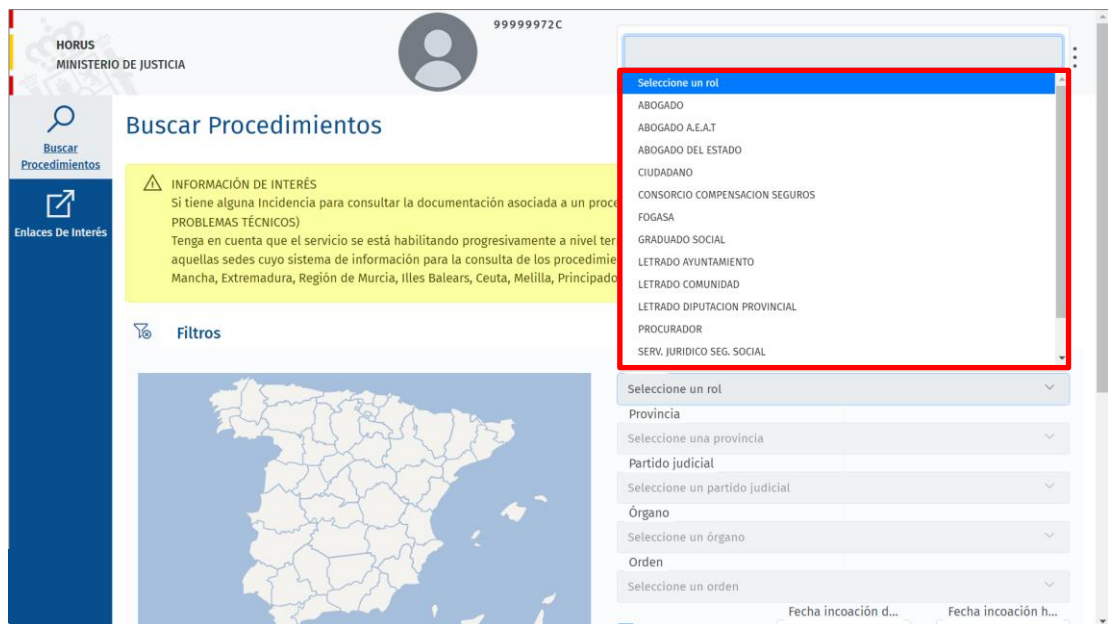 99999972C
HORUS
MINISTERIO DE JUSTICIA
Buscar
Procedimientos
Enlaces De Interés
Buscar Procedimientos
INFORMACIÓN DE INTERÉS
Si tiene alguna Incidencia para consultar la documentación asociada a un proce
PROBLEMAS TÉCNICOS)
Tenga en cuenta que el servicio se está habilitando progresivamente a nivel ter
aquellas sedes cuyo sistema de información para la consulta de los procedimie
Mancha, Extremadura, Región de Murcia, Illes Balears, Ceuta, Melilla, Principado
Filtros
Seleccione un rol
ABOGADO
ABOGADO A.E.A.T
ABOGADO DEL ESTADO
CIUDADANO
CONSORCIO COMPENSACION SEGUROS
FOGASA
GRADUADO SOCIAL
LETRADO AYUNTAMIENTO
LETRADO COMUNIDAD
LETRADO DIPUTACION PROVINCIAL
PROCURADOR
SERV. JURIDICO SEG. SOCIAL
Seleccione un rol
Provincia
Seleccione una provincia
Partido judicial
Seleccione un partido judicial
Órgano
Seleccione un órgano
Orden
Seleccione un orden
Fecha incoación d... Fecha incoación h...